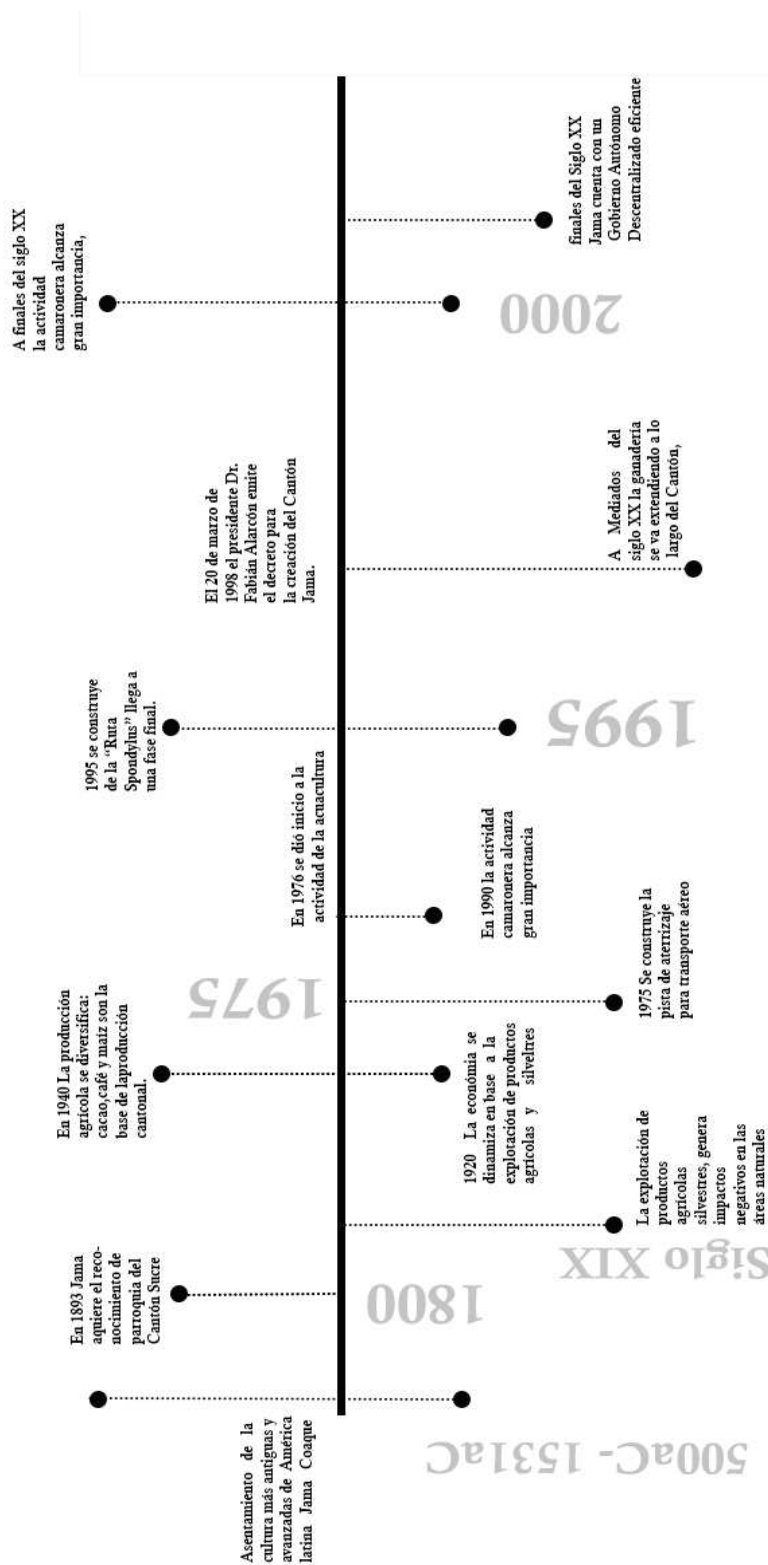 500aC- 1531aC
Asentamiento de la
cultura más antiguas y
avanzadas de América
latina Jama Coaque
1800
En 1893 Jama
aquiere el reco-
nocimiento de
parroquia del
Cantón Sucre
Siglo XIX
La explotación de
productos
agrícolas
silvestres, genera
impactos
negativos en las
áreas naturales
En 1940 La producción
agrícola se diversifica:
cacao,café y maíz son la
base de laproducción
cantonal.
1920 La económia se
dinamiza en base a la
explotación de productos
agrícolas y silveltres
1975
1975 Se construye la
pista de aterrizaje
para transporte aéreo
En 1976 se dió inicio a la
actividad de la acuacultura
En 1990 la actividad
camaronera alcanza
gran importancia
1995 se construye
de la “Ruta
Spondylus” llega a
una fase final.
1995
El 20 de marzo de
1998 el presidente Dr.
Fabián Alarcón emite
el decreto para
la creación del Cantón
Jama.
A Mediados del
siglo XX la ganadería
se va extendiendo a lo
largo del Cantón,
A finales del siglo XX
la actividad
camaronera alcanza
gran importancia,
2000
finales del Siglo XX
Jama cuenta con un
Gobierno Autónomo
Descentralizado eficiente